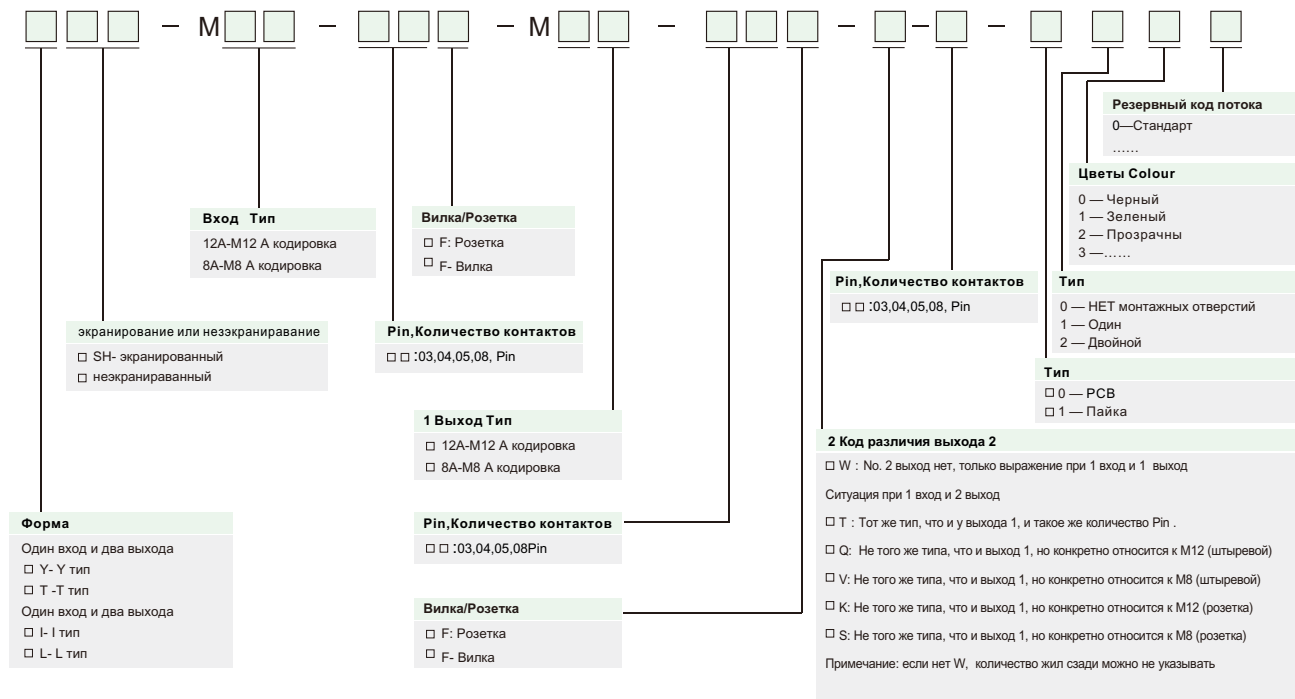 — M — — M — — — —
Резервный код потока
0—Стандарт
......
Цветы Colour
0 — Черный
1 — Зеленый
2 — Прозрачны
3 —......
Вход Тип
12A-M12 А кодировка
8A-M8 А кодировка
Вилка/Розетка
□ F: Розетка
□ F- Вилка
Pin,Количество контактов
□ □ :03,04,05,08, Pin
Тип
0 — НЕТ монтажных отверстий
1 — Один
2 — Двойной
экранирование или незэкраниравание
□ SH- экранированный
□ неэкранираванный
Pin,Количество контактов
□ □ :03,04,05,08, Pin
Тип
□ 0 — PCB
□ 1 — Пайка
1 Выход Тип
□ 12A-M12 А кодировка
□ 8A-M8 А кодировка
2 Код различия выхода 2
□ W : No. 2 выход нет, только выражение при 1 вход и 1 выход
Ситуация при 1 вход и 2 выход
□ T : Тот же тип, что и у выхода 1, и такое же количество Pin .
□ Q: Не того же типа, что и выход 1, но конкретно относится к M12 (штыревой)
□ V: Не того же типа, что и выход 1, но конкретно относится к M8 (штыревой)
□ K: Не того же типа, что и выход 1, но конкретно относится к M12 (розетка)
□ S: Не того же типа, что и выход 1, но конкретно относится к M8 (розетка)
Примечание: если нет W, количество жил сзади можно не указывать
Форма
Один вход и два выхода
□ Y- Y тип
□ T -T тип
Один вход и два выхода
□ I- I тип
□ L- L тип
Pin,Количество контактов
□ □ :03,04,05,08Pin
Вилка/Розетка
□ F: Розетка
□ F- Вилка